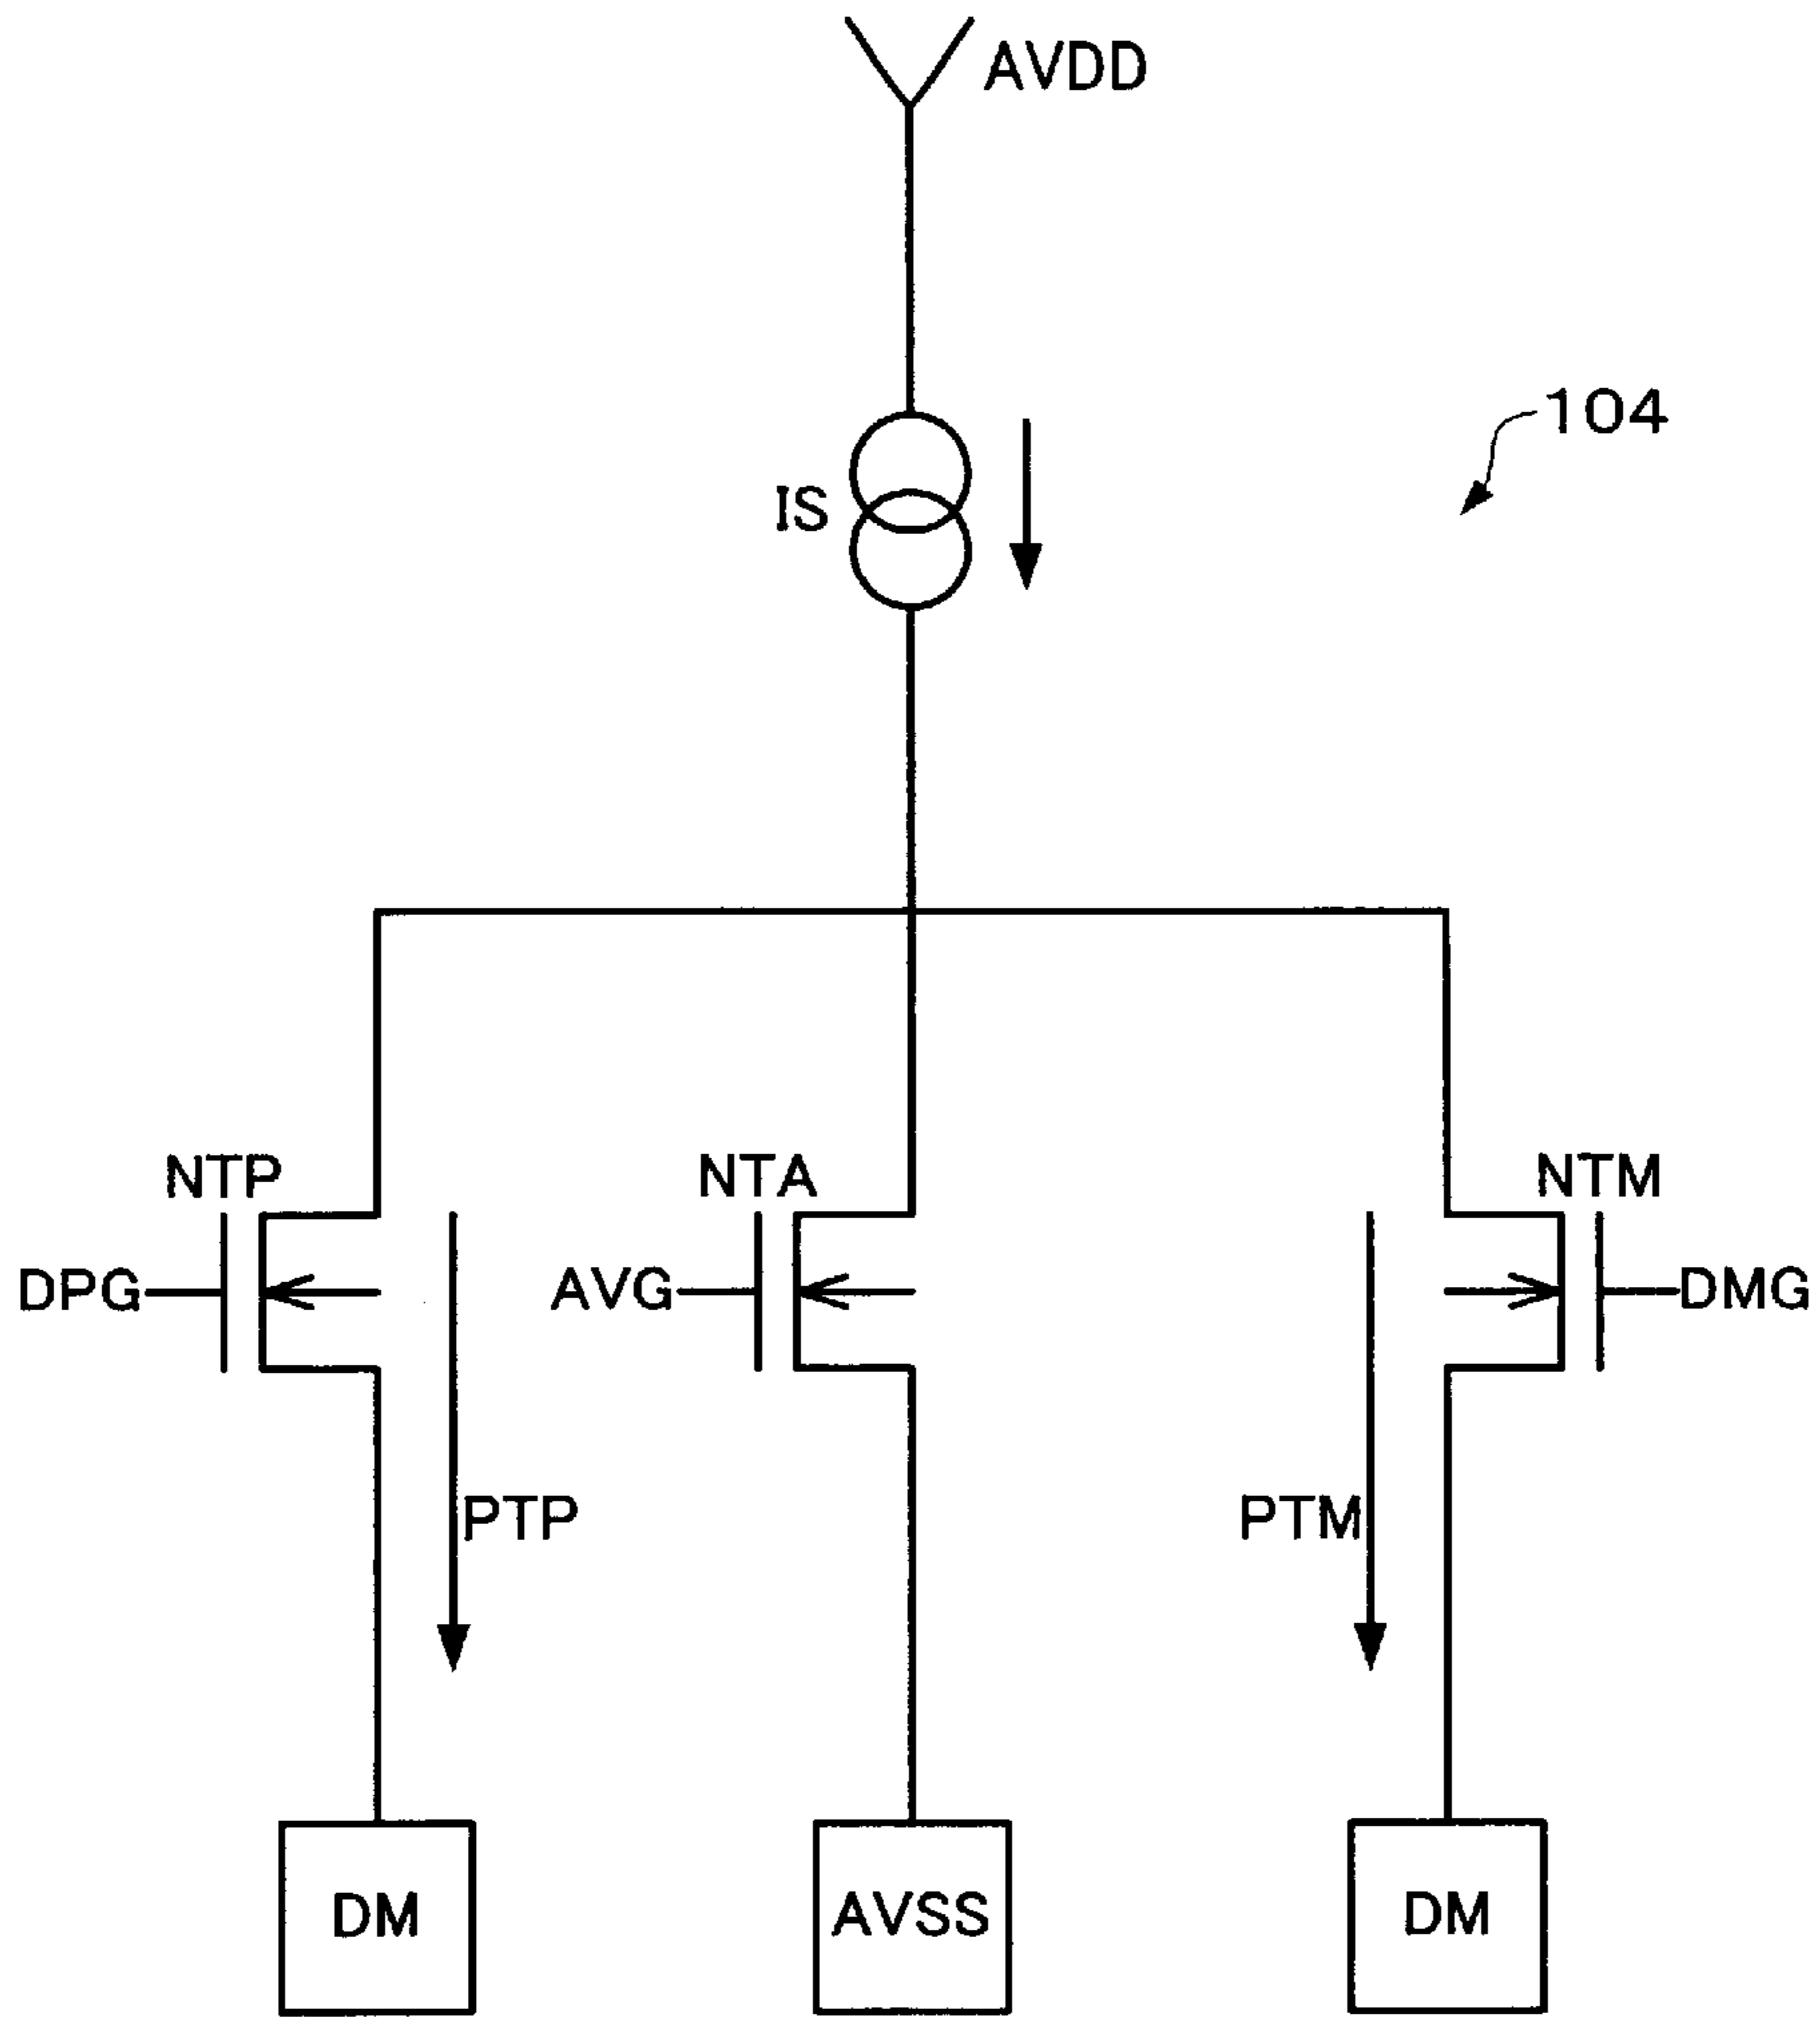 AVDD
104
IS
NTP
NTA
NTM
DPG
AVG
DMG
PTP
PTM
DM
AVSS
DM